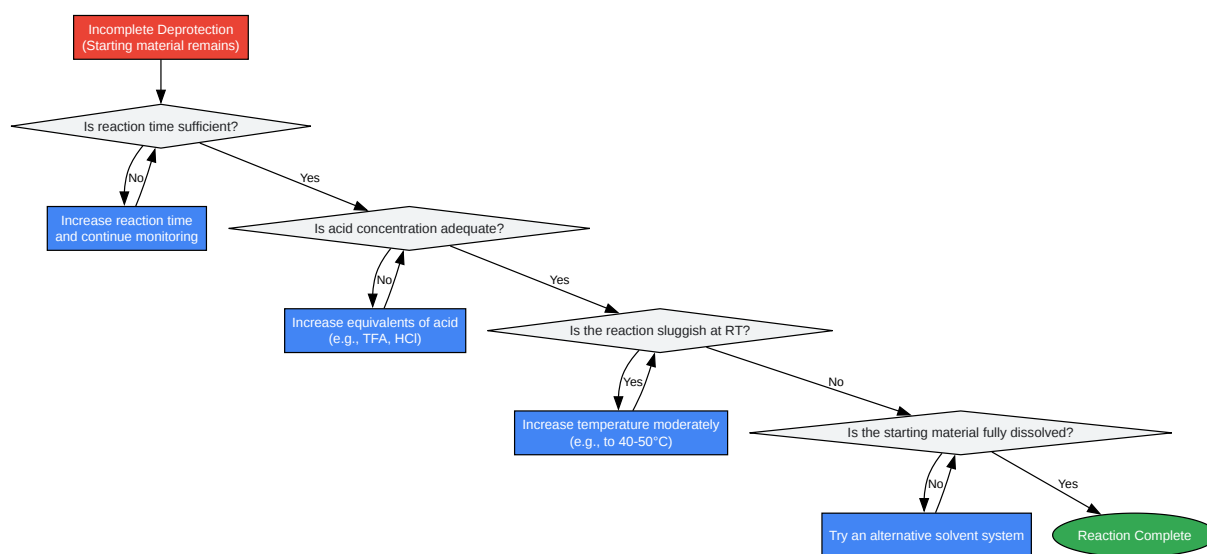 Incomplete Deprotection
(Starting material remains)
Is reaction time sufficient?
No
Yes
Increase reaction time
and continue monitoring
Is acid concentration adequate?
No
Yes
Increase equivalents of acid
(e.g., TFA, HCl)
Is the reaction sluggish at RT?
Yes
No
Increase temperature moderately
(e.g., to 40-50°C)
Is the starting material fully dissolved?
No
Yes
Try an alternative solvent system
Reaction Complete